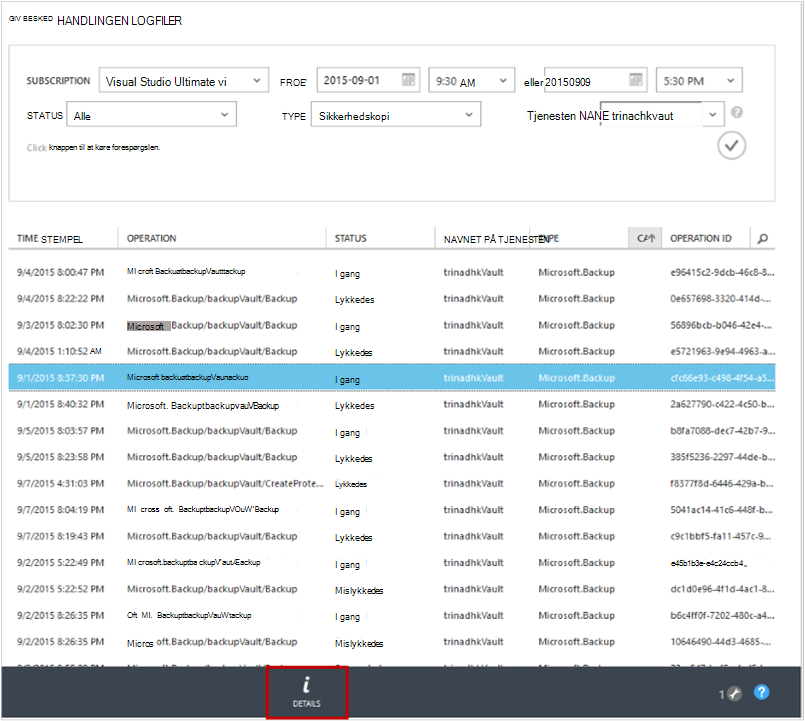 GIV BESKED HANDLINGEN LOGFILER
SUBSCRIPTION Visual Studio Ultimate vi FROE' 2015-09-01 9:30 AM eller 20150909 5:30 PM
STATUS Alle TYPE Sikkerhedskopi Tjenesten NANE trinachkvaut ?
Click knappen til at køre forespørgslen.
TIME STEMPEL OPERATION STATUS NAVNET PÅ TJENESTEN OPERATION ID
9/4/2015 8:00:47 PM MI croft BackuotbackupVautttackup I gang trinadhkVault Microsoft.Backup e96415c2-9dcb-46c8-8...
9/4/2015 8:22:22 PM Microsoft.Backup/backupVault/Backup Lykkedes trinadhkVault Microsoft.Backup 0e657698-3320-414d-...
9/3/2015 8:02:30 PM Microsoft Backup/backupVault/Backup I gang trinadhkVault Microsoft.Backup 56896bcb-b046-42e4-...
9/4/2015 1:10:52 AM Microsoft.Backup/backupVault/Backup Lykkedes trinadhkVault Microsoft.Backup e5721963-9e94-4963-a...
9/1/2015 8:37:30 PM Microsoft backuotbackupVaunackuo I gang trinadhkVault Microsoft.Backup cfc66e93-c498-4f54-a5...
9/1/2015 8:40:32 PM Microsoft. BackuptbackupvauVBackup Lykkedes trinadhkVault Microsoft.Backup 2a627790-c422-4c50-b...
9/5/2015 8:03:57 PM Microsoft.Backup/backupVault/Backup I gang trinadhkVault Microsoft.Backup b8fa7088-dec7-42b7-9...
9/5/2015 8:23:58 PM Microsoft.Backup/backupVault/Backup Lykkedes trinadhkVault Microsoft.Backup 385f5236-2297-44de-b...
9/7/2015 4:31:03 PM Microsoft.Backup/backupVault/CreateProte... Lykkedes trinadhkVault Microsoft.Backup f8377f8d-6446-429a-b...
9/7/2015 8:04:19 PM MI cross oft. BackuptbackupVOuW'Backup I gang trinadhkVault Microsoft.Backup 5041ac14-41c6-448f-b...
9/7/2015 8:19:43 PM Microsoft.Backup/backupVault/Backup Lykkedes trinadhkVault Microsoft.Backup c9c1bbf5-fa11-457c-9...
9/2/2015 5:22:49 PM MI crosoft.backuptba ckupV'aut/Eackup I gang trinadhkVault Microsoft.Backup e45b1b3e-e4c24ccb4_
9/2/2015 5:22:52 PM Microsoft.Backup/backupVault/Backup Mislykkedes trinadhkVault Microsoft.Backup dc1d0e96-4f1d-4ac1-8...
9/2/2015 8:26:35 PM Oft MI. BackuptbackupVauWtackup I gang trinadhkVault Microsoft.Backup b6c4ff0f-7202-480c-a4...
9/2/2015 8:26:35 PM Micros oft.Backup/backupVault/Backup Mislykkedes trinadhkVault Microsoft.Backup 10646490-44d3-4685-...
i
DETAILS
1 ?